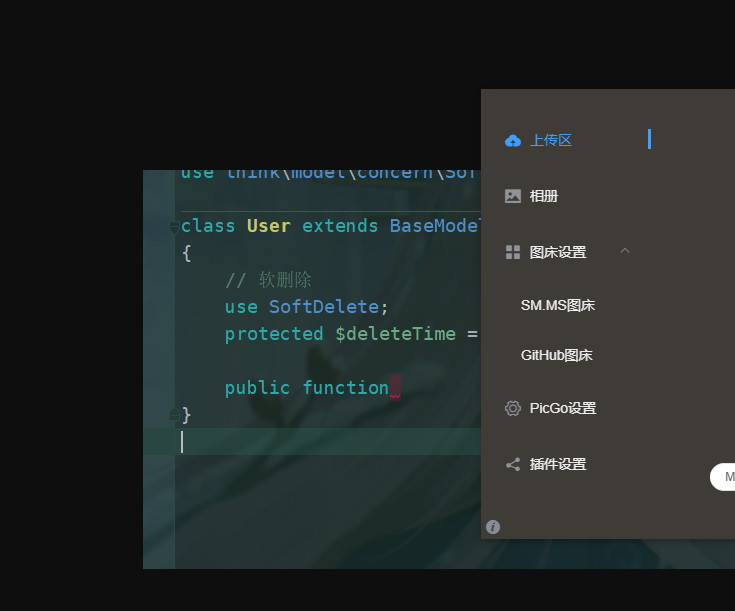 use think\model\concern\Sof
class User extends BaseModel
{
// 软删除
use SoftDelete;
protected $deleteTime =
public function
}
上传区
相册
图床设置
SM.MS图床
GitHub图床
PicGo设置
插件设置
M
i